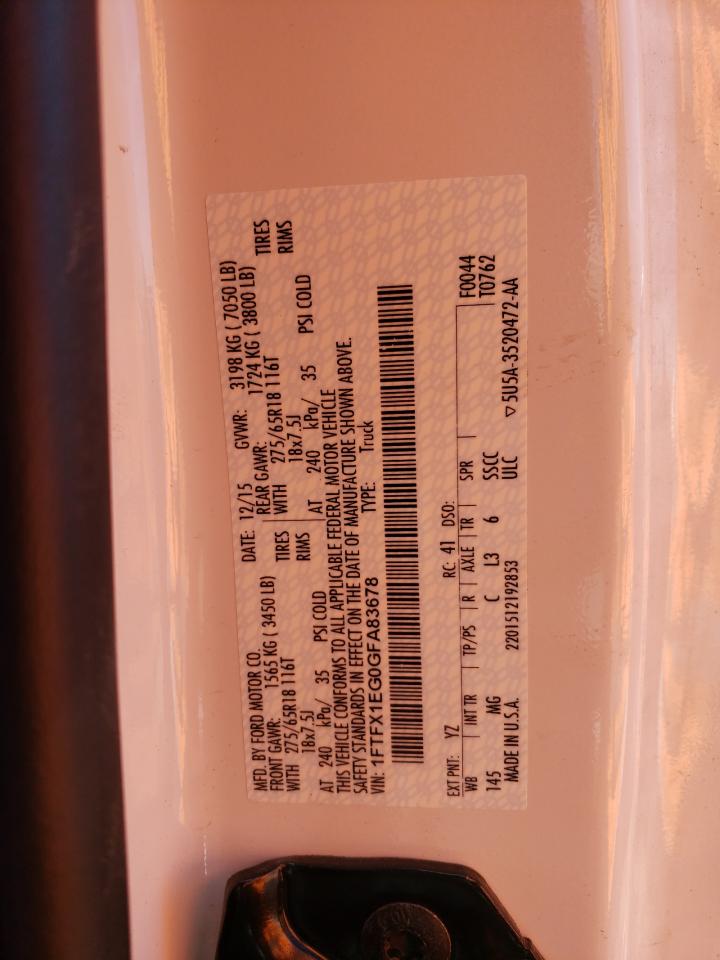 MFD. BY FORD MOTOR CO.
DATE: 12/15 GVWR: 3198 KG ( 7050 LB)
FRONT GAWR: 1565 KG ( 3450 LB) REAR GAWR: 1724 KG ( 3800 LB)
WITH 275/65R18 116T TIRES WITH 275/65R18 116T TIRES
18x7.5J RIMS 18x7.5J RIMS
AT 240 kPa/ 35 PSI COLD AT 240 kPa/ 35 PSI COLD
THIS VEHICLE CONFORMS TO ALL APPLICABLE FEDERAL MOTOR VEHICLE
SAFETY STANDARDS IN EFFECT ON THE DATE OF MANUFACTURE SHOWN ABOVE.
VIN: 1FTFX1EG0GFA83678 TYPE: Truck
EXT PNT: YZ RC: 41 DSO: F0044
WB INT TR TP/PS R AXLE TR SPR T0762
145 MG C L3 6 SSCC
MADE IN U.S.A. 2201512192853 ULC ▽5U5A-3520472-AA